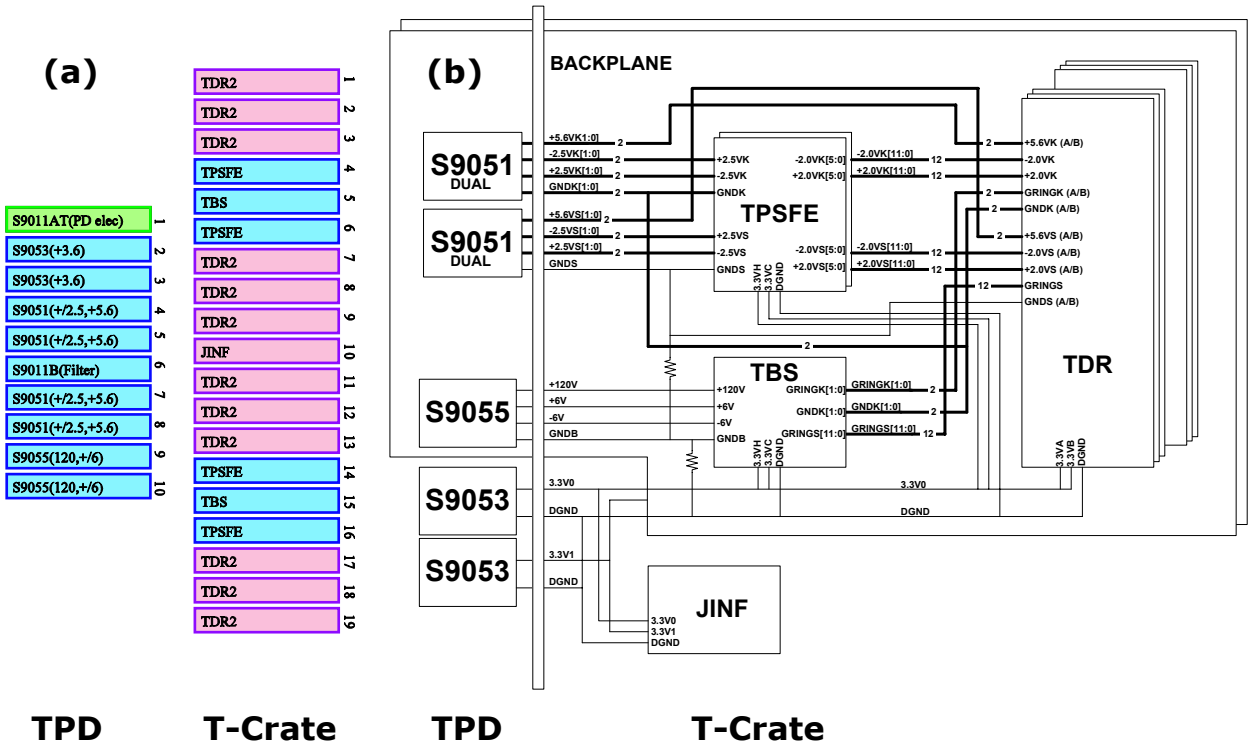 (a)
S9011AT(PD elec) 1
S9053(+3.6) 2
S9053(+3.6) 3
S9051(+/2.5,+5.6) 4
S9051(+/2.5,+5.6) 5
S9011B(Filter) 6
S9051(+/2.5,+5.6) 7
S9051(+/2.5,+5.6) 8
S9055(120,+/6) 9
S9055(120,+/6) 10
TDR2 1
TDR2 2
TDR2 3
TPSFE 4
TBS 5
TPSFE 6
TDR2 7
TDR2 8
TDR2 9
JINF 10
TDR2 11
TDR2 12
TDR2 13
TPSFE 14
TBS 15
TPSFE 16
TDR2 17
TDR2 18
TDR2 19
TPD
T-Crate
(b)
BACKPLANE
S9051
DUAL
+5.6VK1:0] 2
-2.5VK[1:0] 2
+2.5VK[1:0] 2
GNDK[1:0] 2
S9051
DUAL
+5.6VS[1:0] 2
-2.5VS[1:0] 2
+2.5VS[1:0] 2
GNDS
+2.5VK
-2.5VK
GNDK
TPSFE
+2.5VS
-2.5VS
GNDS
-2.0VK[5:0]
+2.0VK[5:0]
-2.0VS[5:0]
+2.0VS[5:0]
3.3VH
3.3VC
DGND
-2.0VK[11:0] 12
+2.0VK[11:0] 12
-2.0VS[11:0] 12
+2.0VS[11:0] 12
2
2
2
2
12
2
+5.6VK (A/B)
-2.0VK
+2.0VK
GRINGK (A/B)
GNDK (A/B)
+5.6VS (A/B)
-2.0VS (A/B)
+2.0VS (A/B)
GRINGS
GNDS (A/B)
TDR
3.3VA
3.3VB
DGND
S9055
+120V
+6V
-6V
GNDB
TBS
+120V
+6V
-6V
GNDB
GRINGK[1:0]
GNDK[1:0]
GRINGS[11:0]
3.3VH
3.3VC
DGND
GRINGK[1:0] 2
GNDK[1:0] 2
GRINGS[11:0] 12
S9053
3.3V0
DGND
3.3V0
DGND
S9053
3.3V1
DGND
JINF
3.3V0
3.3V1
DGND
TPD
T-Crate